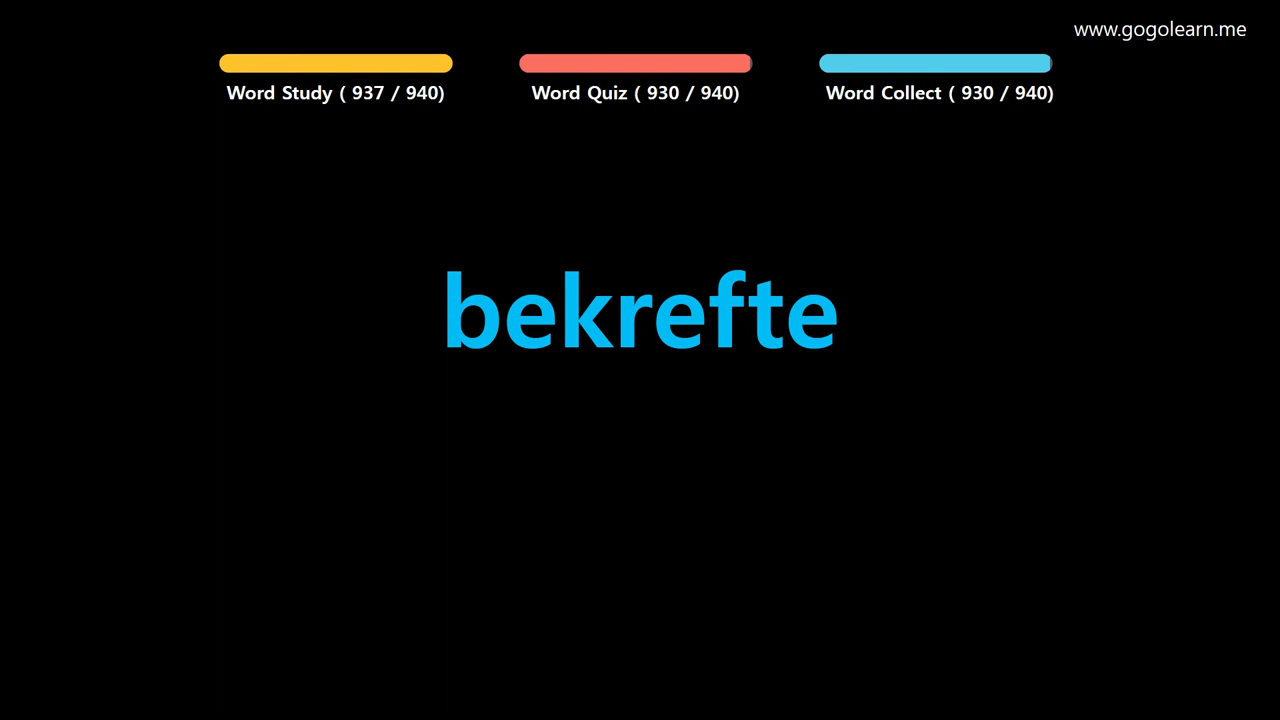 www.gogolearn.me
Word Study ( 937 / 940)
Word Quiz ( 930 / 940)
Word Collect ( 930 / 940)
bekrefte